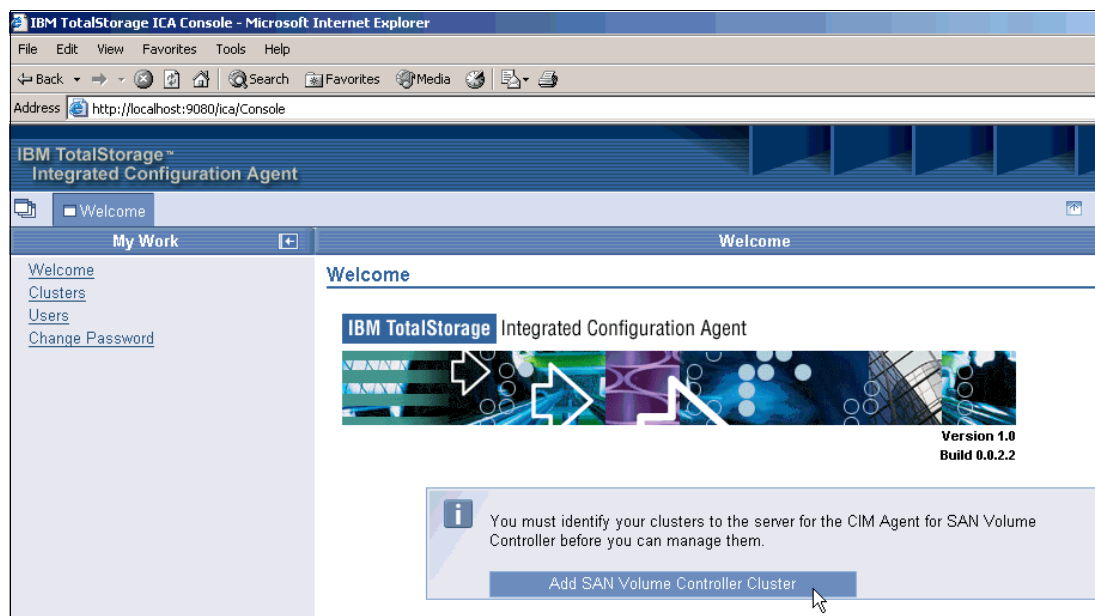 IBM TotalStorage ICA Console - Microsoft Internet Explorer
File Edit View Favorites Tools Help
Back Search Favorites Media
Address http://localhost:9080/ica/Console
IBM TotalStorage™
Integrated Configuration Agent
Welcome
My Work
Welcome
Welcome
Clusters
Users
Change Password
Welcome
IBM TotalStorage Integrated Configuration Agent
Version 1.0
Build 0.0.2.2
You must identify your clusters to the server for the CIM Agent for SAN Volume
Controller before you can manage them.
Add SAN Volume Controller Cluster